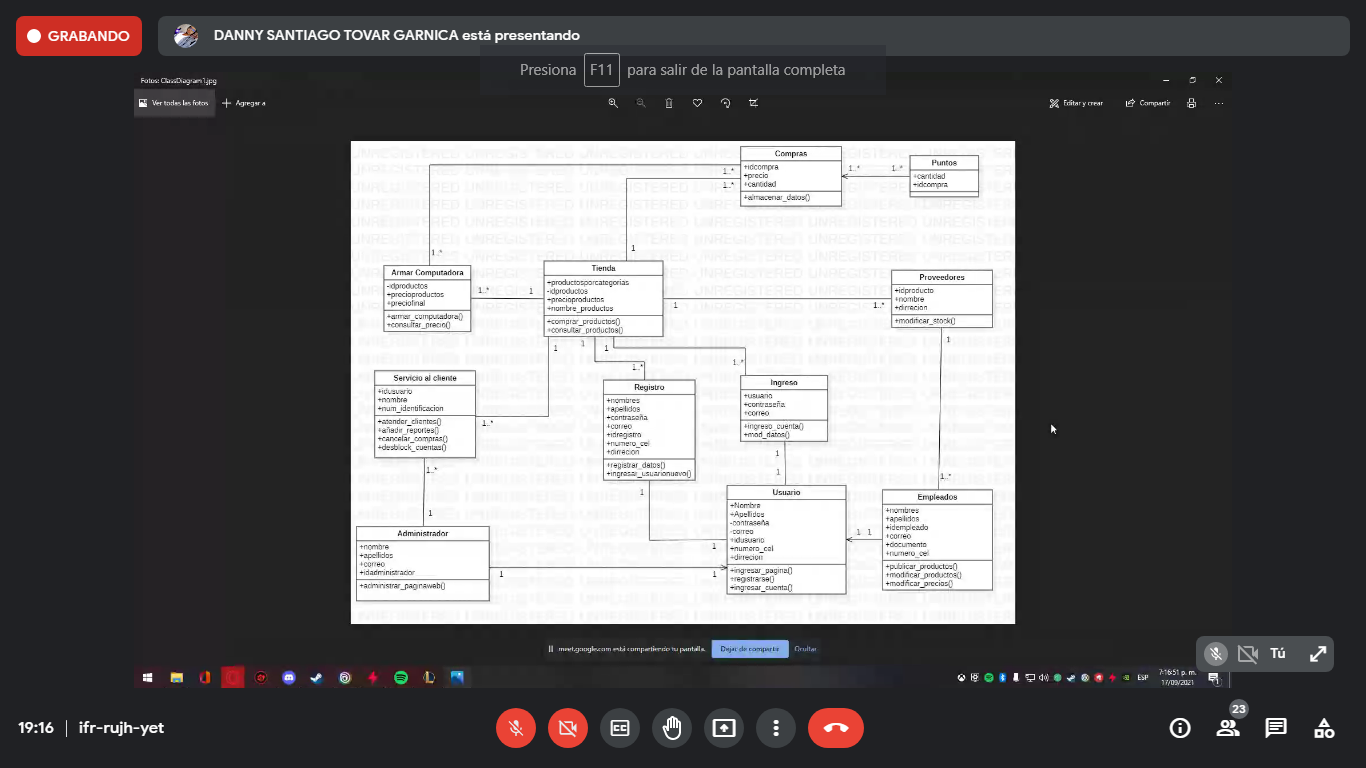 GRABANDO
DANNY SANTIAGO TOVAR GARNICA está presentando
Presiona F11 para salir de la pantalla completa
Fotos: ClassDiagram1.jpg
Ver todas las fotos
Agregar a
Editar y crear
Compartir
UNREGISTERED
Compras
+idcompra
+precio
+cantidad
+almacenar_datos()
Puntos
+cantidad
+idcompra
1..*
1..*
1..*
1..*
1..*
1
Armar Computadora
-idproductos
+precioproductos
+preciofinal
+armar_computadora()
+consultar_precio()
1..*
1
Tienda
+productosporcategorias
-idproductos
+precioproductos
+nombre_productos
+comprar_productos()
+consultar_productos()
1
1..*
Proveedores
+idproducto
+nombre
+dirrecion
+modificar_stock()
1
1
1
1
1..*
1..*
Servicio al cliente
+idusuario
+nombre
+num_identificacion
+atender_clientes()
+añadir_reportes()
+cancelar_compras()
+desblock_cuentas()
1..*
Registro
+nombres
+apellidos
+contraseña
+correo
+idregistro
+numero_cel
+dirrecion
+registrar_datos()
+ingresar_usuarionuevo()
Ingreso
+usuario
+contraseña
+correo
+ingreso_cuenta()
+mod_datos()
1
1
1..*
1
1
1
1..*
Administrador
+nombre
+apellidos
+correo
+idadministrador
+administrar_paginaweb()
1
1
Usuario
+Nombre
+Apellidos
-contraseña
-correo
+idusuario
+numero_cel
+dirrecion
+ingresar_pagina()
+registrarse()
+ingresar_cuenta()
1 1
Empleados
+nombres
+apellidos
+idempleado
+correo
+documento
+numero_cel
+publicar_productos()
+modificar_productos()
+modificar_precios()
meet.google.com está compartiendo tu pantalla.
Dejar de compartir
Ocultar
Tú
ESP
7:16:51 p. m.
17/09/2021
19:16
ifr-rujh-yet
23